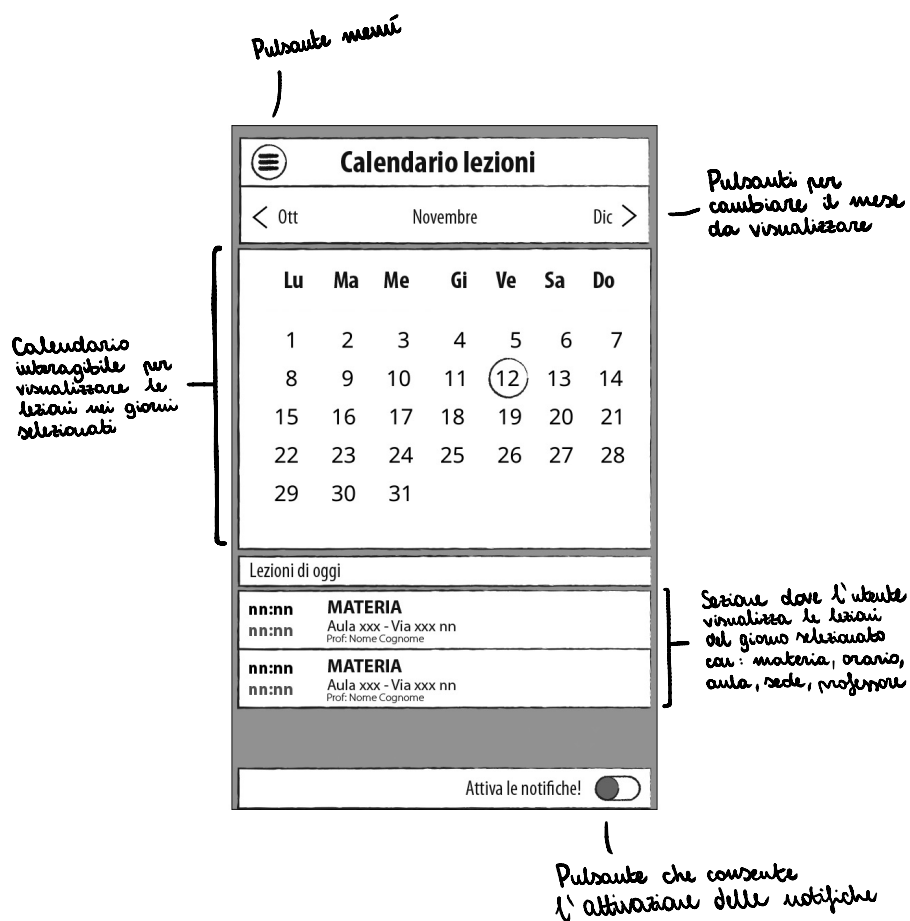 Pulsante menú
Calendario lezioni
Ott Novembre Dic
Pulsanti per
cambiare il mese
da visualizzare
Lu Ma Me Gi Ve Sa Do
1 2 3 4 5 6 7
8 9 10 11 12 13 14
15 16 17 18 19 20 21
22 23 24 25 26 27 28
29 30 31
Calendario
interagibile per
visualizzare le
lezioni nei giorni
selezionati
Lezioni di oggi
nn:nn MATERIA
nn:nn Aula xxx - Via xxx nn
Prof: Nome Cognome
nn:nn MATERIA
nn:nn Aula xxx - Via xxx nn
Prof: Nome Cognome
Sezione dove l'utente
visualizza le lezioni
del giorno selezionato
con: materia, orario,
aula, sede, professore
Attiva le notifiche!
Pulsante che consente
l'attivazione delle notifiche